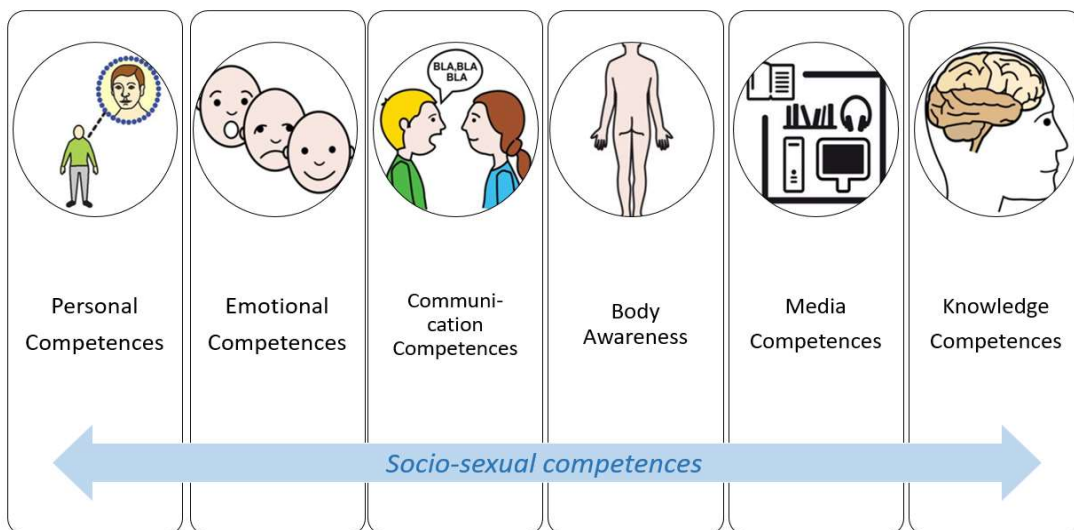 BLA,BLA
BLA
Personal
Competences
Emotional
Competences
Communi-
cation
Competences
Body
Awareness
Media
Competences
Knowledge
Competences
Socio-sexual competences